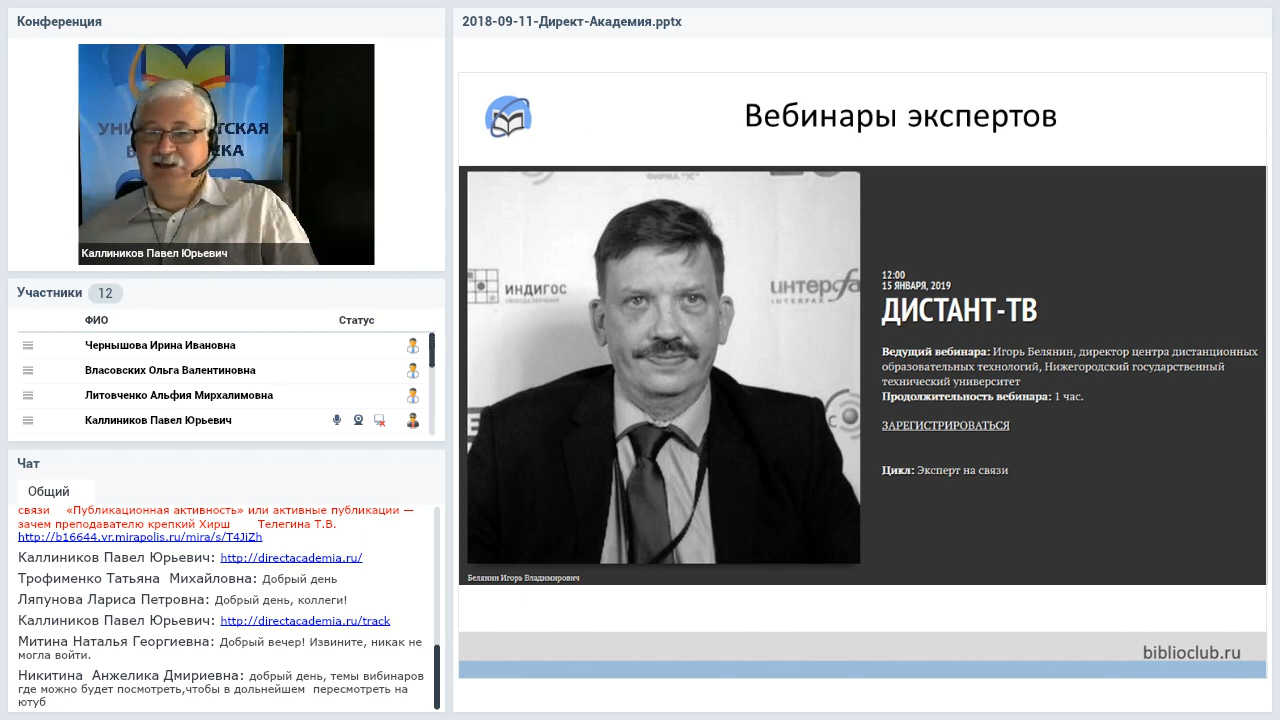 Конференция
Каллиников Павел Юрьевич
Участники 12
ФИО Статус
Чернышова Ирина Ивановна
Власовских Ольга Валентиновна
Литовченко Альфия Мирхалимовна
Каллиников Павел Юрьевич
Чат
Общий
связи «Публикационная активность» или активные публикации —
зачем преподавателю крепкий Хирш Телегина Т.В.
http://b16644.vr.mirapolis.ru/mira/s/T4JiZh
Каллиников Павел Юрьевич: http://directacademia.ru/
Трофименко Татьяна Михайловна: Добрый день
Ляпунова Лариса Петровна: Добрый день, коллеги!
Каллиников Павел Юрьевич: http://directacademia.ru/track
Митина Наталья Георгиевна: Добрый вечер! Извините, никак не
могла войти.
Никитина Анжелика Дмириевна: добрый день, темы вибинаров
где можно будет посмотреть,чтобы в дольнейшем пересмотреть на
ютуб
2018-09-11-Директ-Академия.pptx
Вебинары экспертов
ФИРМА "1С"
ИНДИГОС
интерфа
INTERFAX
12:00
15 ЯНВАРЯ, 2019
ДИСТАНТ-ТВ
Ведущий вебинара: Игорь Белянин, директор центра дистанционных
образовательных технологий, Нижегородский государственный
технический университет
Продолжительность вебинара: 1 час.
ЗАРЕГИСТРИРОВАТЬСЯ
Цикл: Эксперт на связи
Белянин Игорь Владимирович
biblioclub.ru